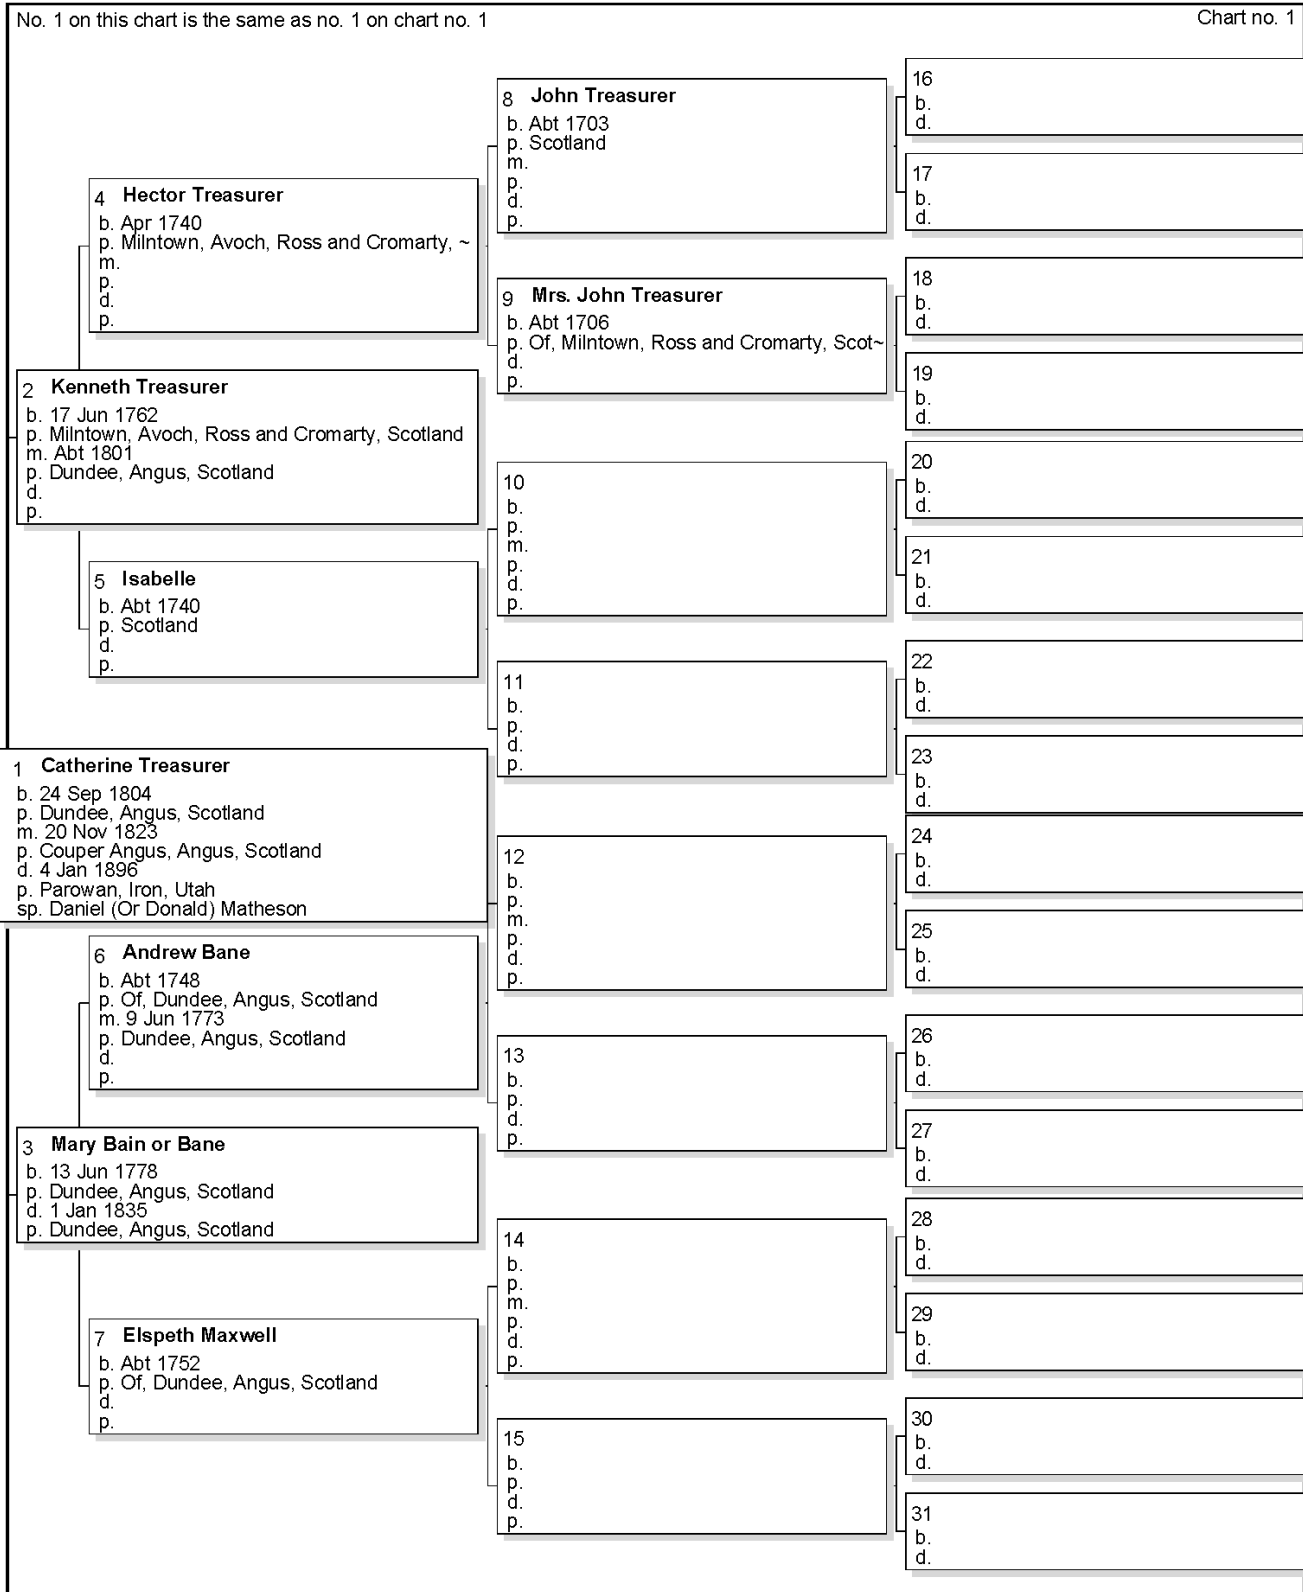 No. 1 on this chart is the same as no. 1 on chart no. 1
Chart no. 1
8 John Treasurer
b. Abt 1703
p. Scotland
m.
p.
d.
p.
4 Hector Treasurer
b. Apr 1740
p. Milntown, Avoch, Ross and Cromarty, ~
m.
p.
d.
p.
9 Mrs. John Treasurer
b. Abt 1706
p. Of, Milntown, Ross and Cromarty, Scot~
d.
p.
2 Kenneth Treasurer
b. 17 Jun 1762
p. Milntown, Avoch, Ross and Cromarty, Scotland
m. Abt 1801
p. Dundee, Angus, Scotland
d.
p.
10
b.
p.
m.
p.
d.
p.
5 Isabelle
b. Abt 1740
p. Scotland
d.
p.
11
b.
p.
d.
p.
1 Catherine Treasurer
b. 24 Sep 1804
p. Dundee, Angus, Scotland
m. 20 Nov 1823
p. Couper Angus, Angus, Scotland
d. 4 Jan 1896
p. Parowan, Iron, Utah
sp. Daniel (Or Donald) Matheson
12
b.
p.
m.
p.
d.
p.
6 Andrew Bane
b. Abt 1748
p. Of, Dundee, Angus, Scotland
m. 9 Jun 1773
p. Dundee, Angus, Scotland
d.
p.
13
b.
p.
d.
p.
3 Mary Bain or Bane
b. 13 Jun 1778
p. Dundee, Angus, Scotland
d. 1 Jan 1835
p. Dundee, Angus, Scotland
14
b.
p.
m.
p.
d.
p.
7 Elspeth Maxwell
b. Abt 1752
p. Of, Dundee, Angus, Scotland
d.
p.
15
b.
p.
d.
p.
16
b.
d.
17
b.
d.
18
b.
d.
19
b.
d.
20
b.
d.
21
b.
d.
22
b.
d.
23
b.
d.
24
b.
d.
25
b.
d.
26
b.
d.
27
b.
d.
28
b.
d.
29
b.
d.
30
b.
d.
31
b.
d.